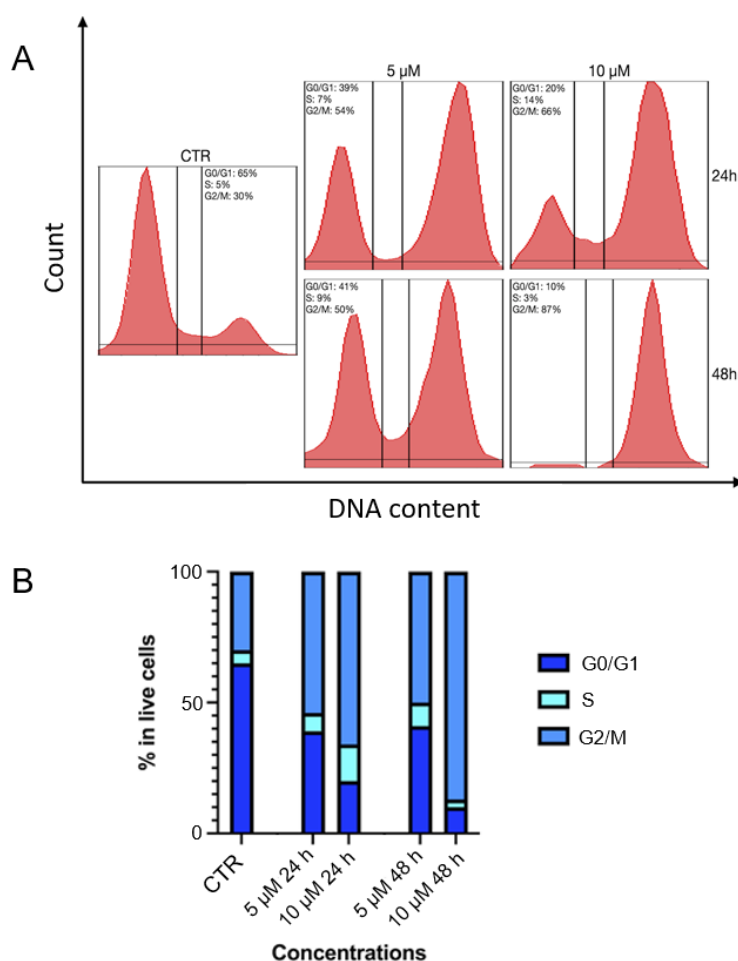 A
5 µM
10 µM
G0/G1: 39%
S: 7%
G2/M: 54%
G0/G1: 20%
S: 14%
G2/M: 66%
24h
CTR
G0/G1: 65%
S: 5%
G2/M: 30%
Count
G0/G1: 41%
S: 9%
G2/M: 50%
G0/G1: 10%
S: 3%
G2/M: 87%
48h
DNA content
B
% in live cells
100
50
0
G0/G1
S
G2/M
CTR
5 µM 24 h
10 µM 24 h
5 µM 48 h
10 µM 48 h
Concentrations